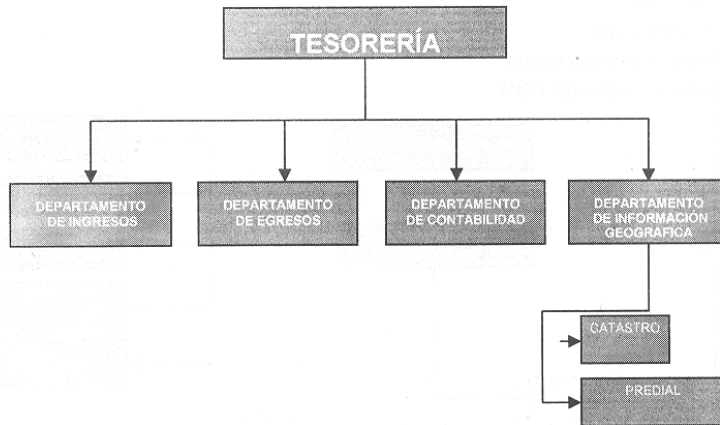 TESORERÍA
DEPARTAMENTO
DE INGRESOS
DEPARTAMENTO
DE EGRESOS
DEPARTAMENTO
DE CONTABILIDAD
DEPARTAMENTO
DE INFORMACIÓN
GEOGRAFICA
CATASTRO
PREDIAL